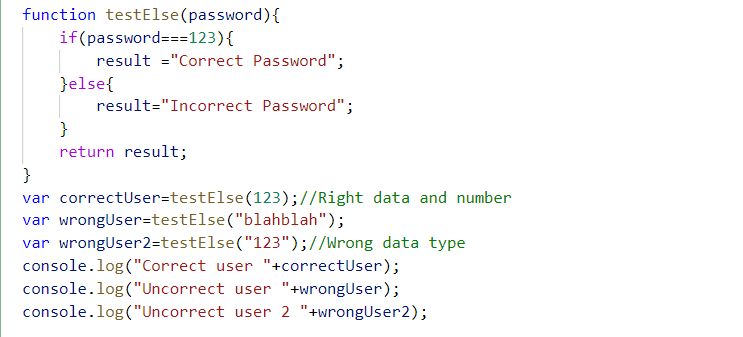 function testElse(password){
    if(password===123){
        result ="Correct Password";
    }else{
        result="Incorrect Password";
    }
    return result;
}
var correctUser=testElse(123);//Right data and number
var wrongUser=testElse("blahblah");
var wrongUser2=testElse("123");//Wrong data type
console.log("Correct user "+correctUser);
console.log("Uncorrect user "+wrongUser);
console.log("Uncorrect user 2 "+wrongUser2);